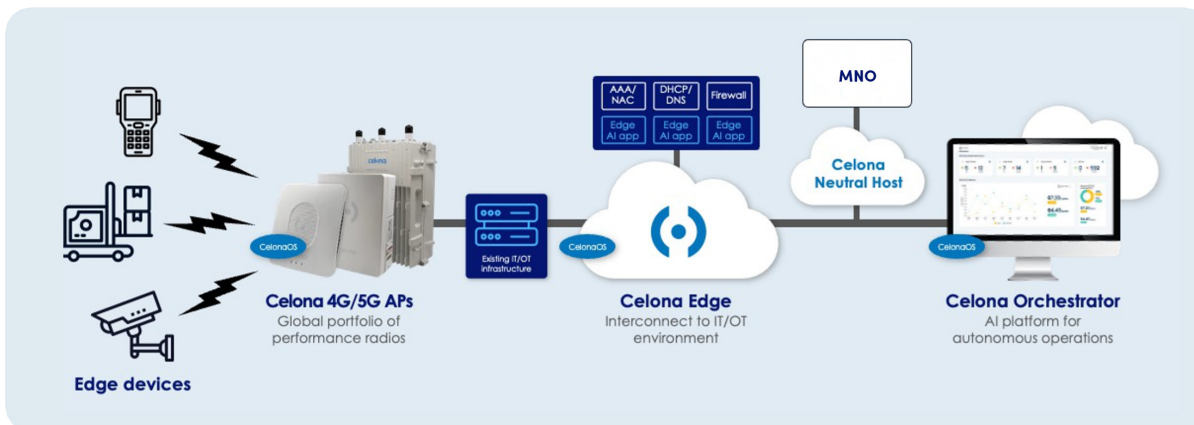 MNO
AAA/
NAC
DHCP/
DNS
Firewall
Edge
AI app
Edge
AI app
Edge
AI app
celona
Celona
Neutral Host
CelonaOS
Existing IT/OT
infrastructure
CelonaOS
CelonaOS
Celona 4G/5G APs
Global portfolio of
performance radios
Celona Edge
Interconnect to IT/OT
environment
Celona Orchestrator
AI platform for
autonomous operations
Edge devices